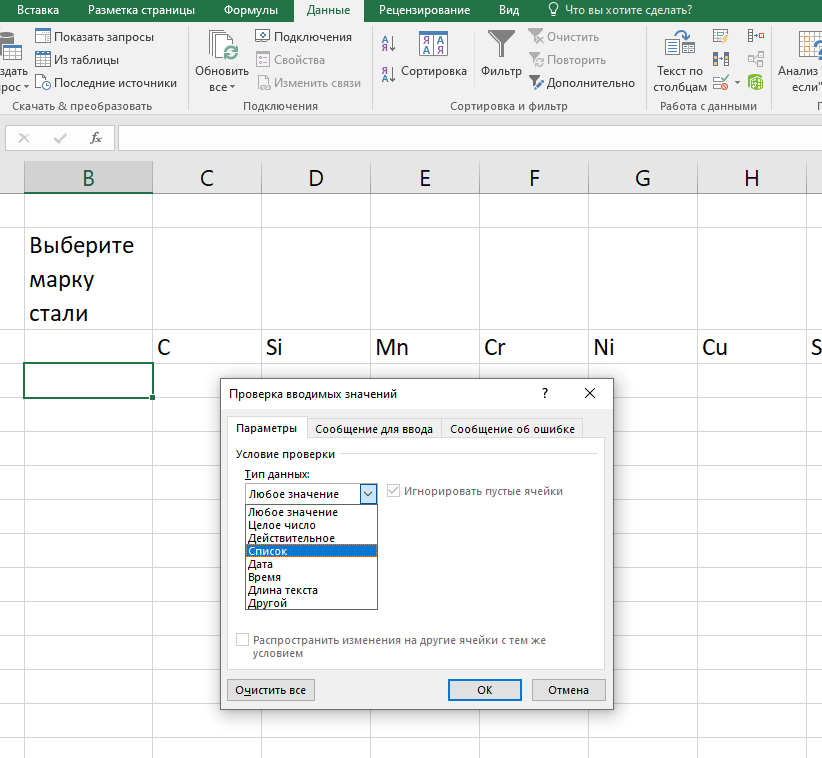 Вставка Разметка страницы Формулы Данные Рецензирование Вид Что вы хотите сделать?
Показать запросы
Из таблицы
Последние источники
Скачать & преобразовать
Обновить
все
Подключения
Свойства
Изменить связи
Подключения
Сортировка
Фильтр
Очистить
Повторить
Дополнительно
Сортировка и фильтр
Текст по
столбцам
Работа с данными
Анализ
если"
fx
B C D E F G H
Выберите
марку
стали
C Si Mn Cr Ni Cu S
Проверка вводимых значений ?
Параметры Сообщение для ввода Сообщение об ошибке
Условие проверки
Тип данных:
Любое значение Игнорировать пустые ячейки
Любое значение
Целое число
Действительное
Список
Дата
Время
Длина текста
Другой
Распространить изменения на другие ячейки с тем же
условием
Очистить все ОК Отмена